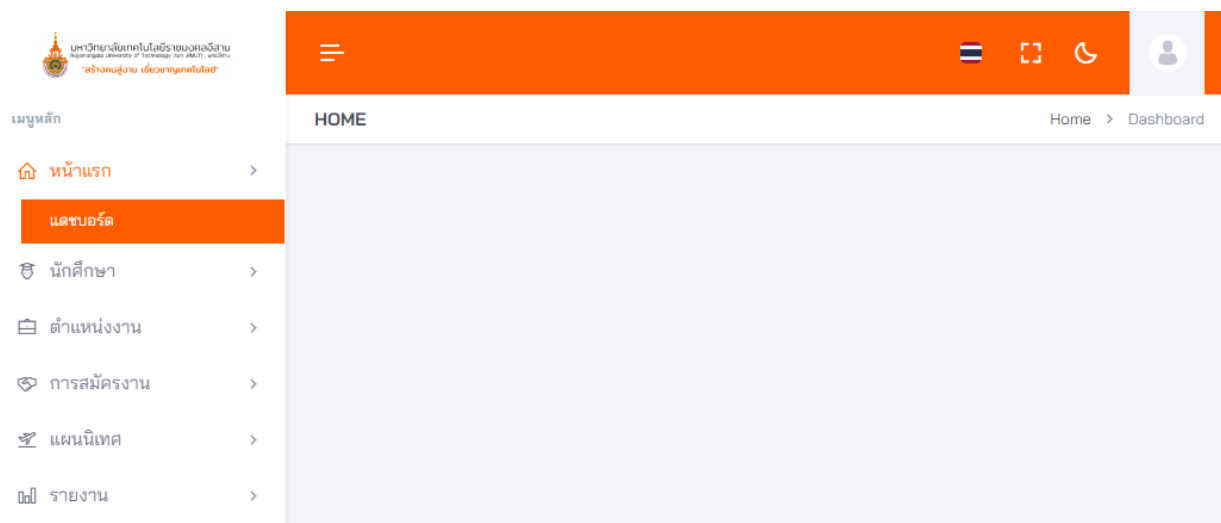 มหาวิทยาลัยเทคโนโลยีราชมงคลอีสาน
"สร้างคนสู่งาน เชี่ยวชาญเทคโนโลยี"
เมนูหลัก
HOME
Home > Dashboard
หน้าแรก
แดชบอร์ด
นักศึกษา
ตำแหน่งงาน
การสมัครงาน
แผนนิเทศ
รายงาน